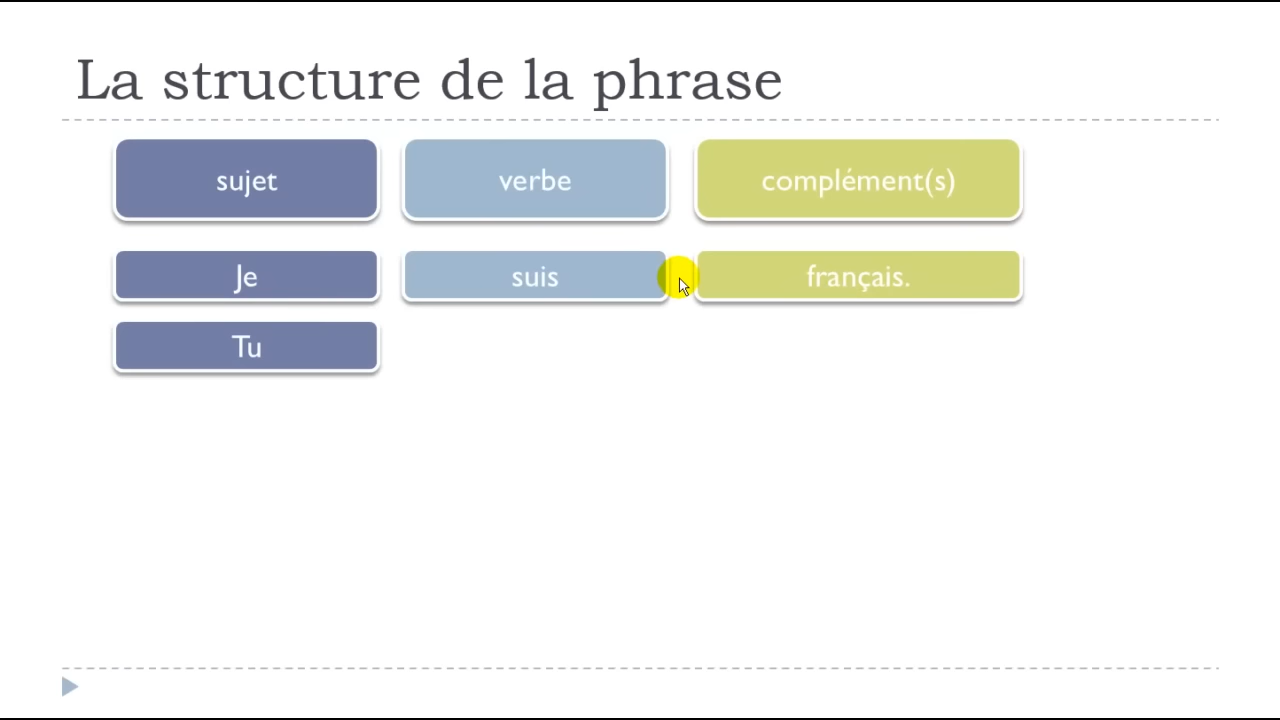 La structure de la phrase
sujet verbe complément(s)
Je suis français.
Tu